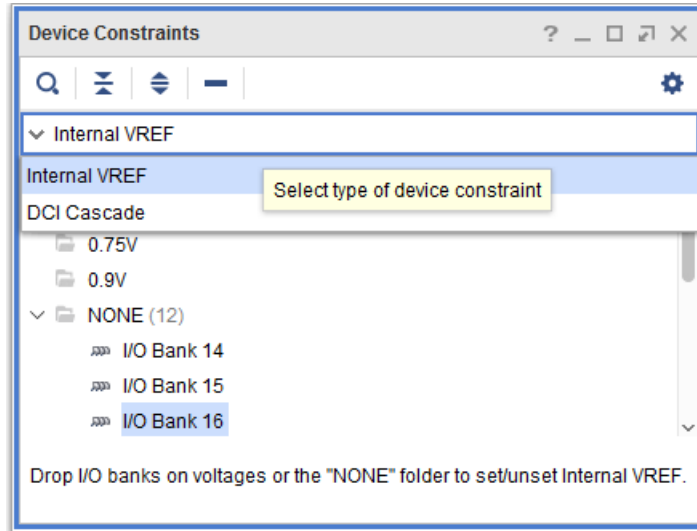 Device Constraints
Internal VREF
Internal VREF
Select type of device constraint
DCI Cascade
0.75V
0.9V
NONE (12)
I/O Bank 14
I/O Bank 15
I/O Bank 16
Drop I/O banks on voltages or the "NONE" folder to set/unset Internal VREF.